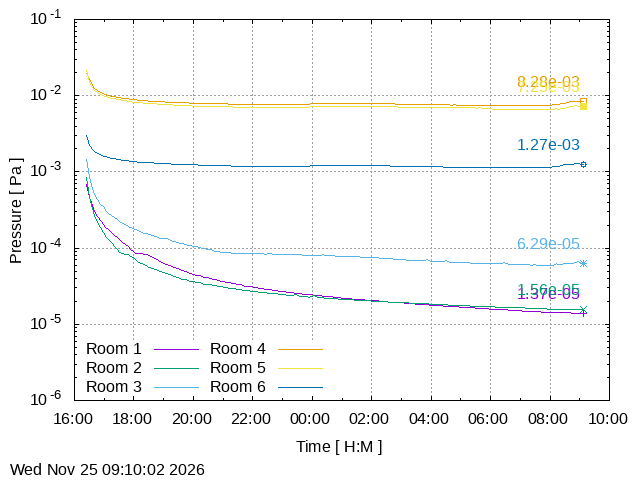 10^-1
10^-2
10^-3
10^-4
10^-5
10^-6
Pressure [ Pa ]
8.28e-03
1.27e-03
6.29e-05
1.56e-05
1.37e-05
Room 1 Room 4
Room 2 Room 5
Room 3 Room 6
16:00 18:00 20:00 22:00 00:00 02:00 04:00 06:00 08:00 10:00
Time [ H:M ]
Wed Nov 25 09:10:02 2026